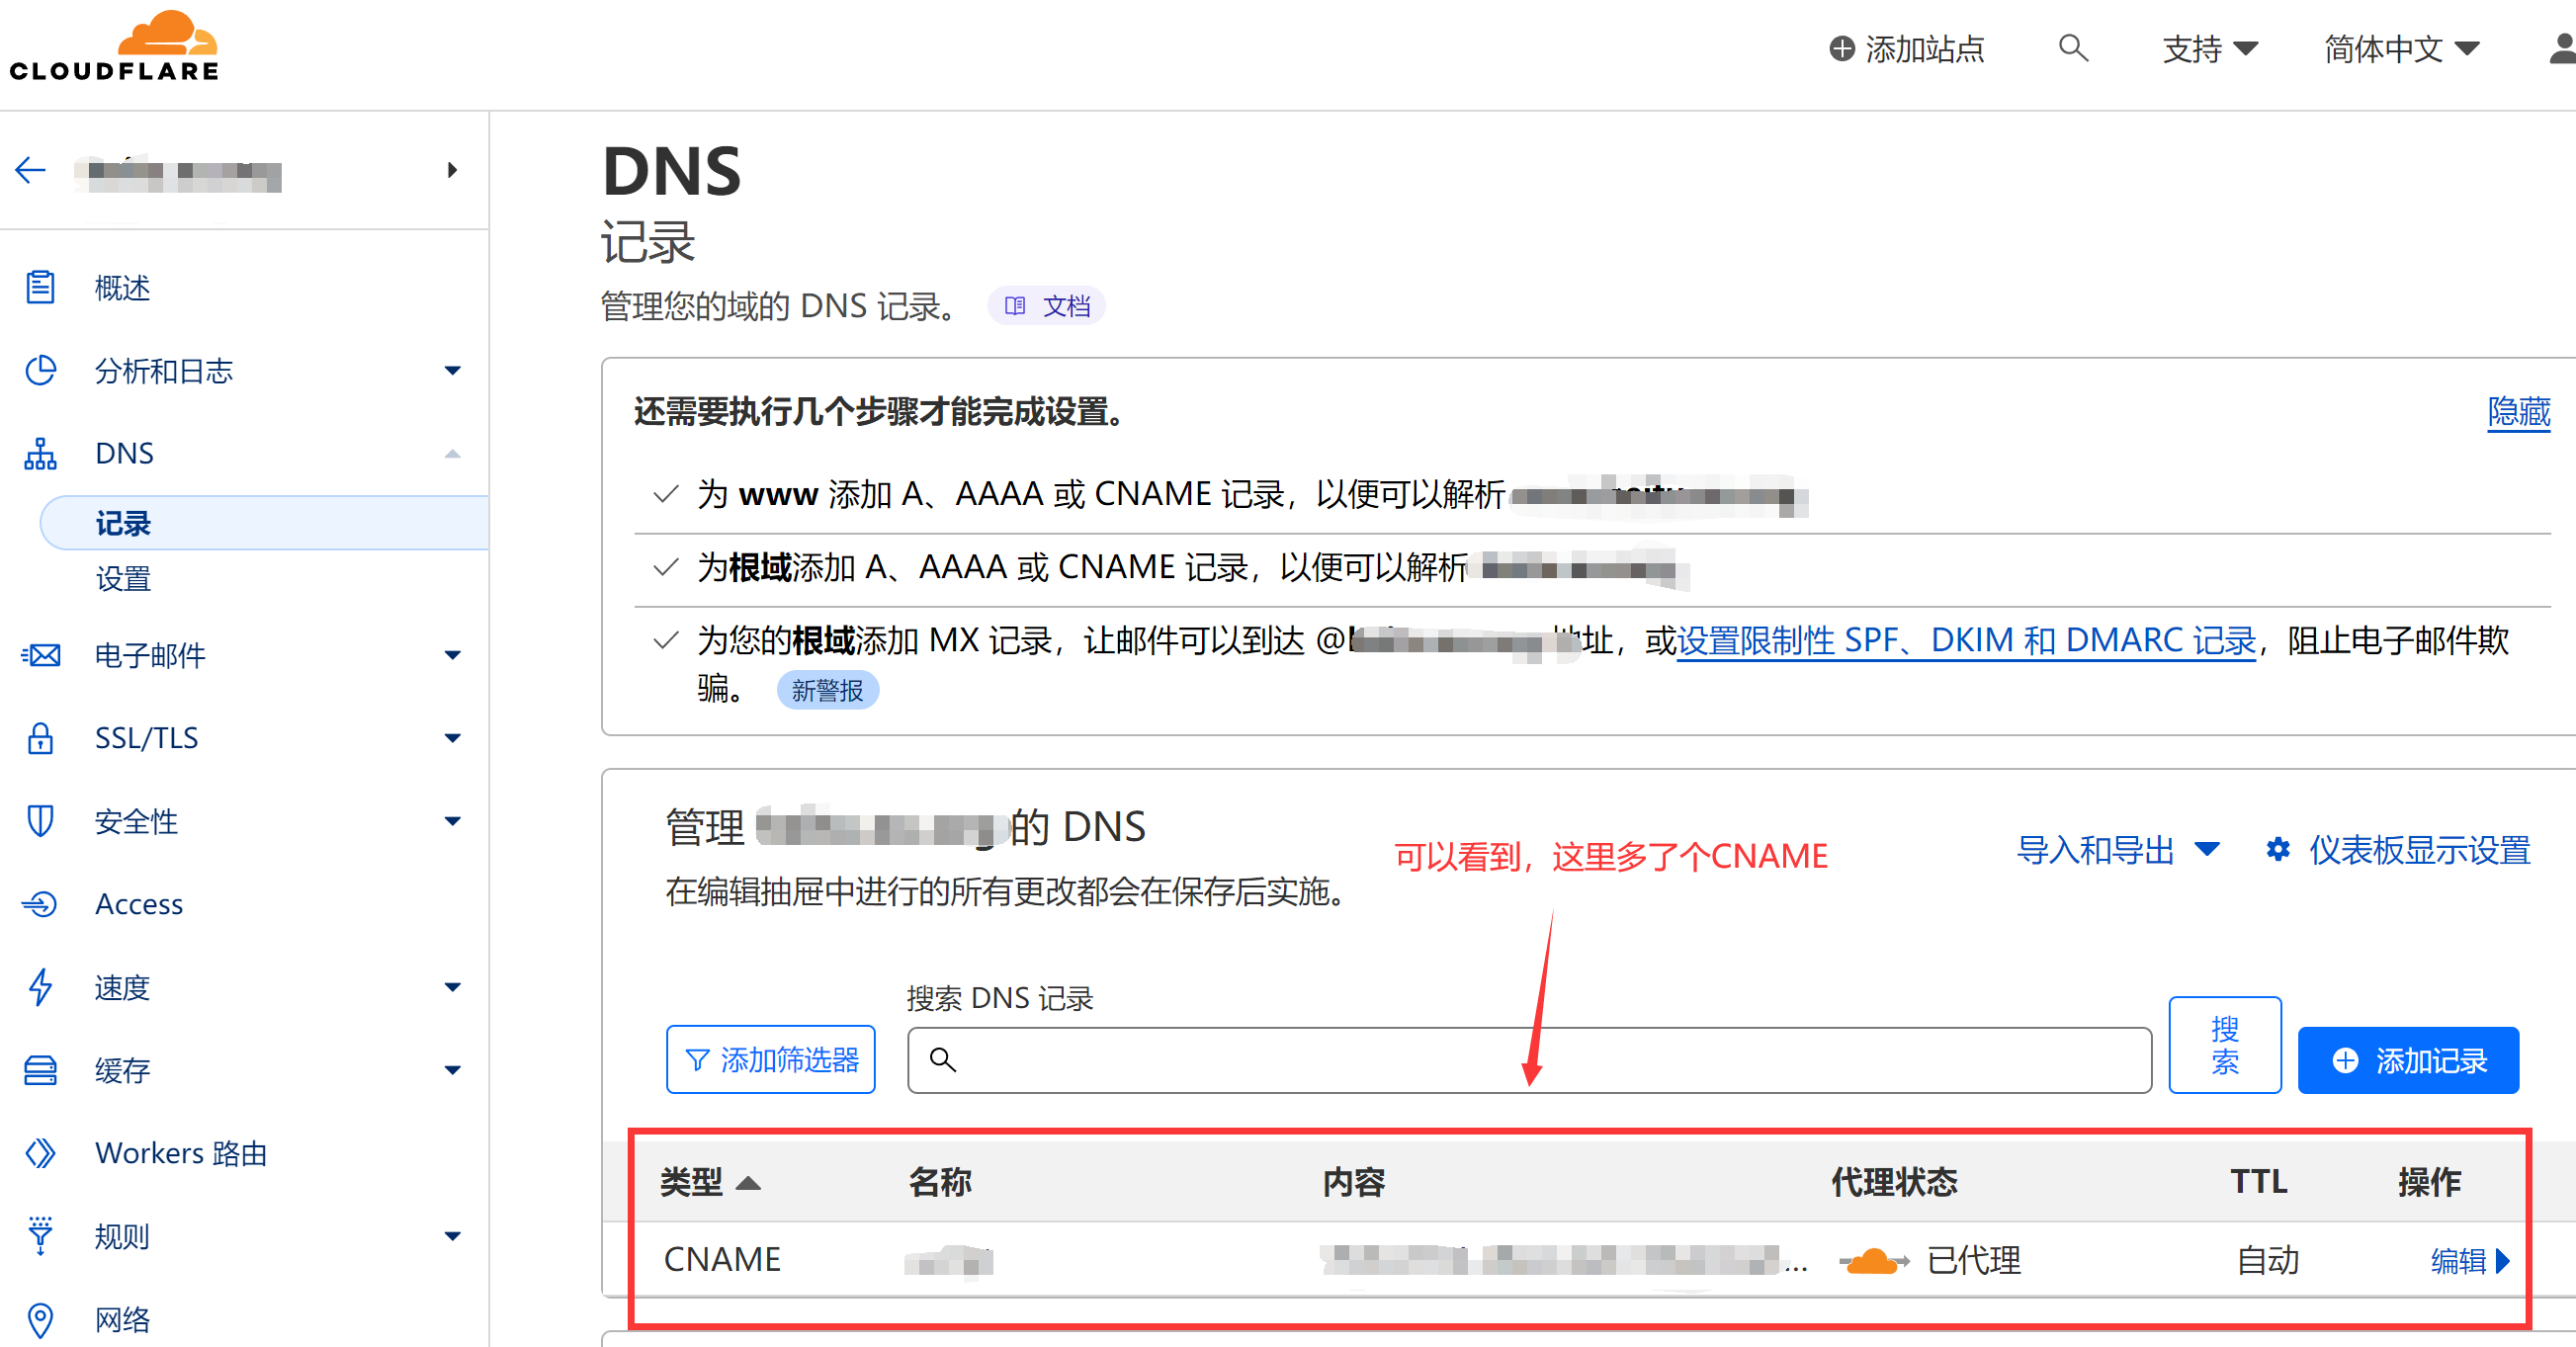 CLOUDFLARE
添加站点
支持
简体中文
概述
分析和日志
DNS
记录
设置
电子邮件
SSL/TLS
安全性
Access
速度
缓存
Workers 路由
规则
网络
DNS
记录
管理您的域的 DNS 记录。
文档
还需要执行几个步骤才能完成设置。
隐藏
为 www 添加 A、AAAA 或 CNAME 记录，以便可以解析
为根域添加 A、AAAA 或 CNAME 记录，以便可以解析
为您的根域添加 MX 记录，让邮件可以到达 @ 地址，或设置限制性 SPF、DKIM 和 DMARC 记录，阻止电子邮件欺
骗。 新警报
管理 的 DNS
可以看到，这里多了个CNAME
导入和导出
仪表板显示设置
在编辑抽屉中进行的所有更改都会在保存后实施。
搜索 DNS 记录
添加筛选器
搜
索
添加记录
类型 名称 内容 代理状态 TTL 操作
CNAME ... 已代理 自动 编辑